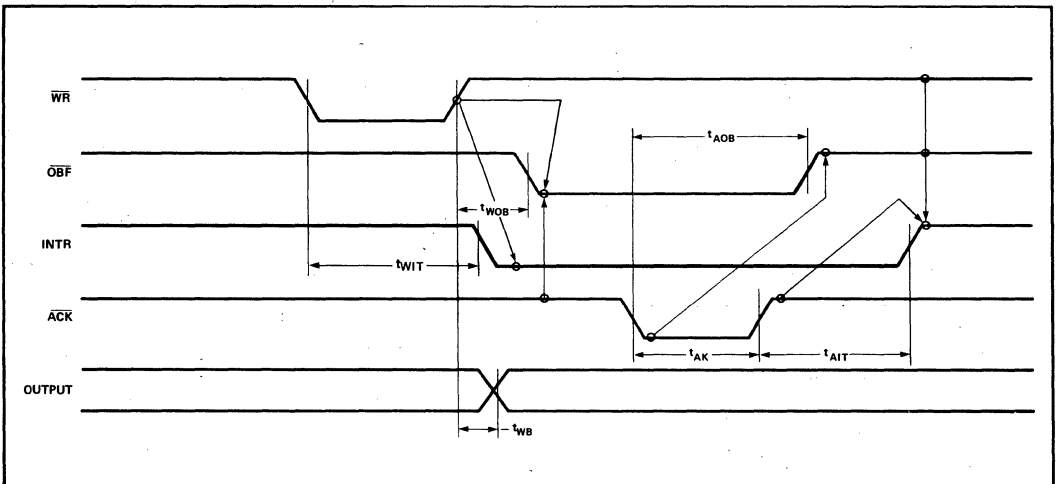 WR
tAOB
OBF
tWOB
INTR
tWIT
ACK
tAK
tAIT
OUTPUT
tWB